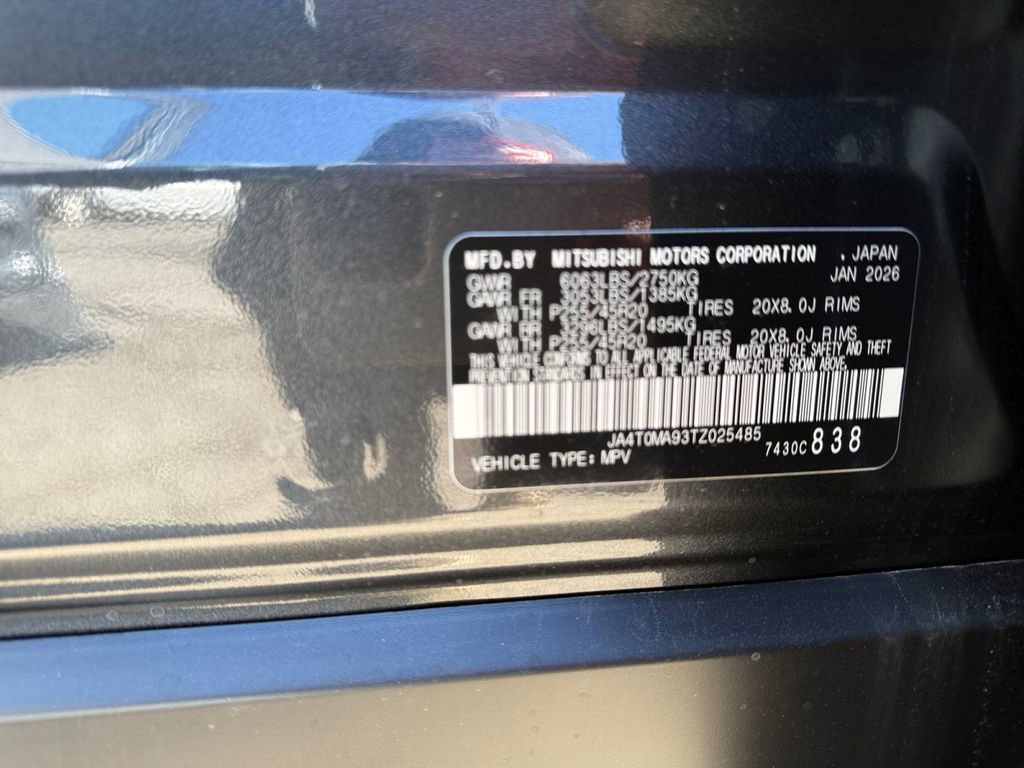 MFD.BY MITSUBISHI MOTORS CORPORATION , JAPAN
JAN 2026
GWR 6063LBS/2750KG
GAVR FR 3053LBS/1385KG
WITH P255/45R20 TIRES 20X8.0J RIMS
GAVR RR 3296LBS/1495KG
WITH P255/45R20 TIRES 20X8.0J RIMS
THIS VEHICLE CONFORMS TO ALL APPLICABLE FEDERAL MOTOR VEHICLE SAFETY AND THEFT
PREVENTION STANDARDS IN EFFECT ON THE DATE OF MANUFACTURE SHOWN ABOVE.
JA4T0MA93TZ025485
7430C 838
VEHICLE TYPE: MPV